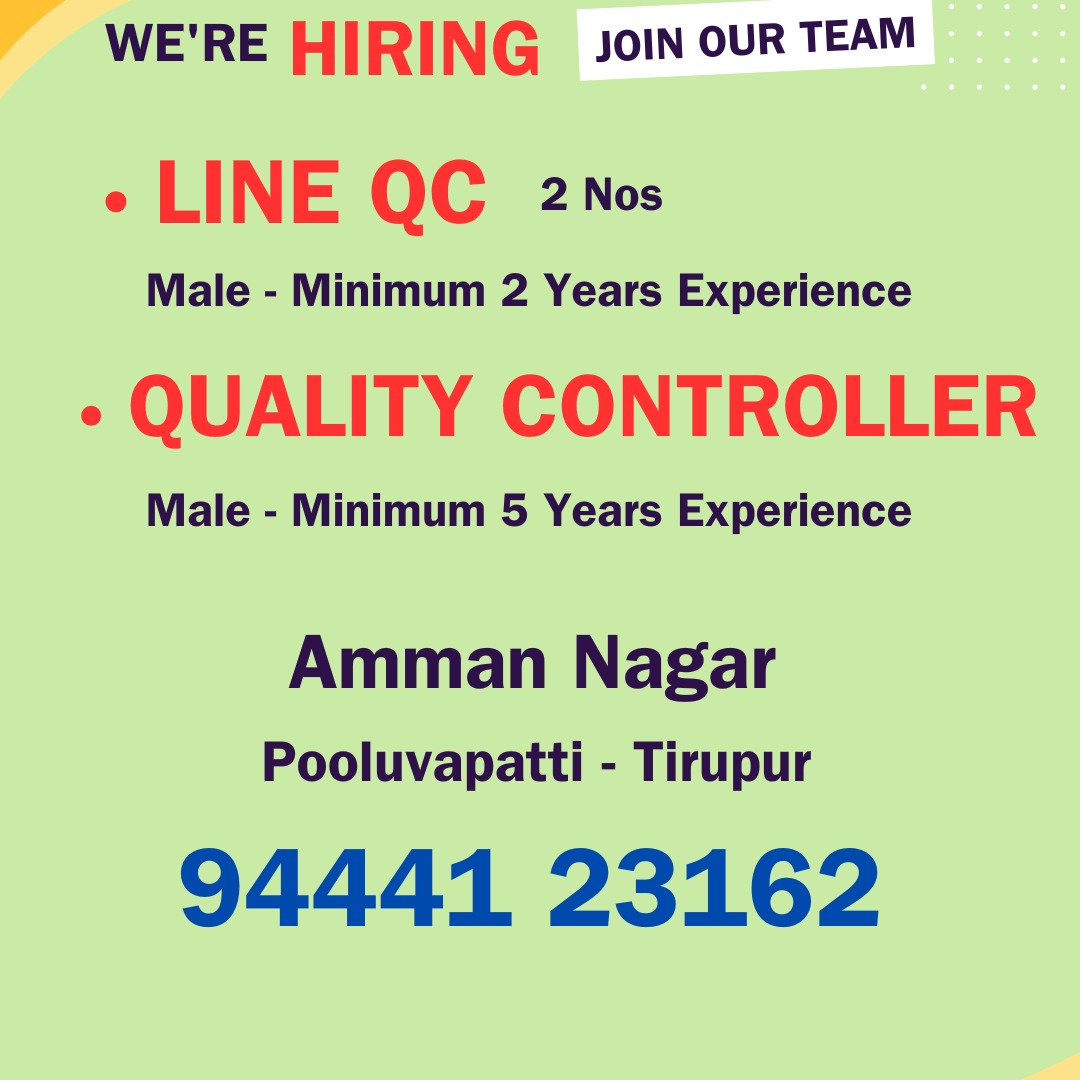 WE'RE HIRING JOIN OUR TEAM
• LINE QC 2 Nos
Male - Minimum 2 Years Experience
• QUALITY CONTROLLER
Male - Minimum 5 Years Experience
Amman Nagar
Pooluvapatti - Tirupur
94441 23162